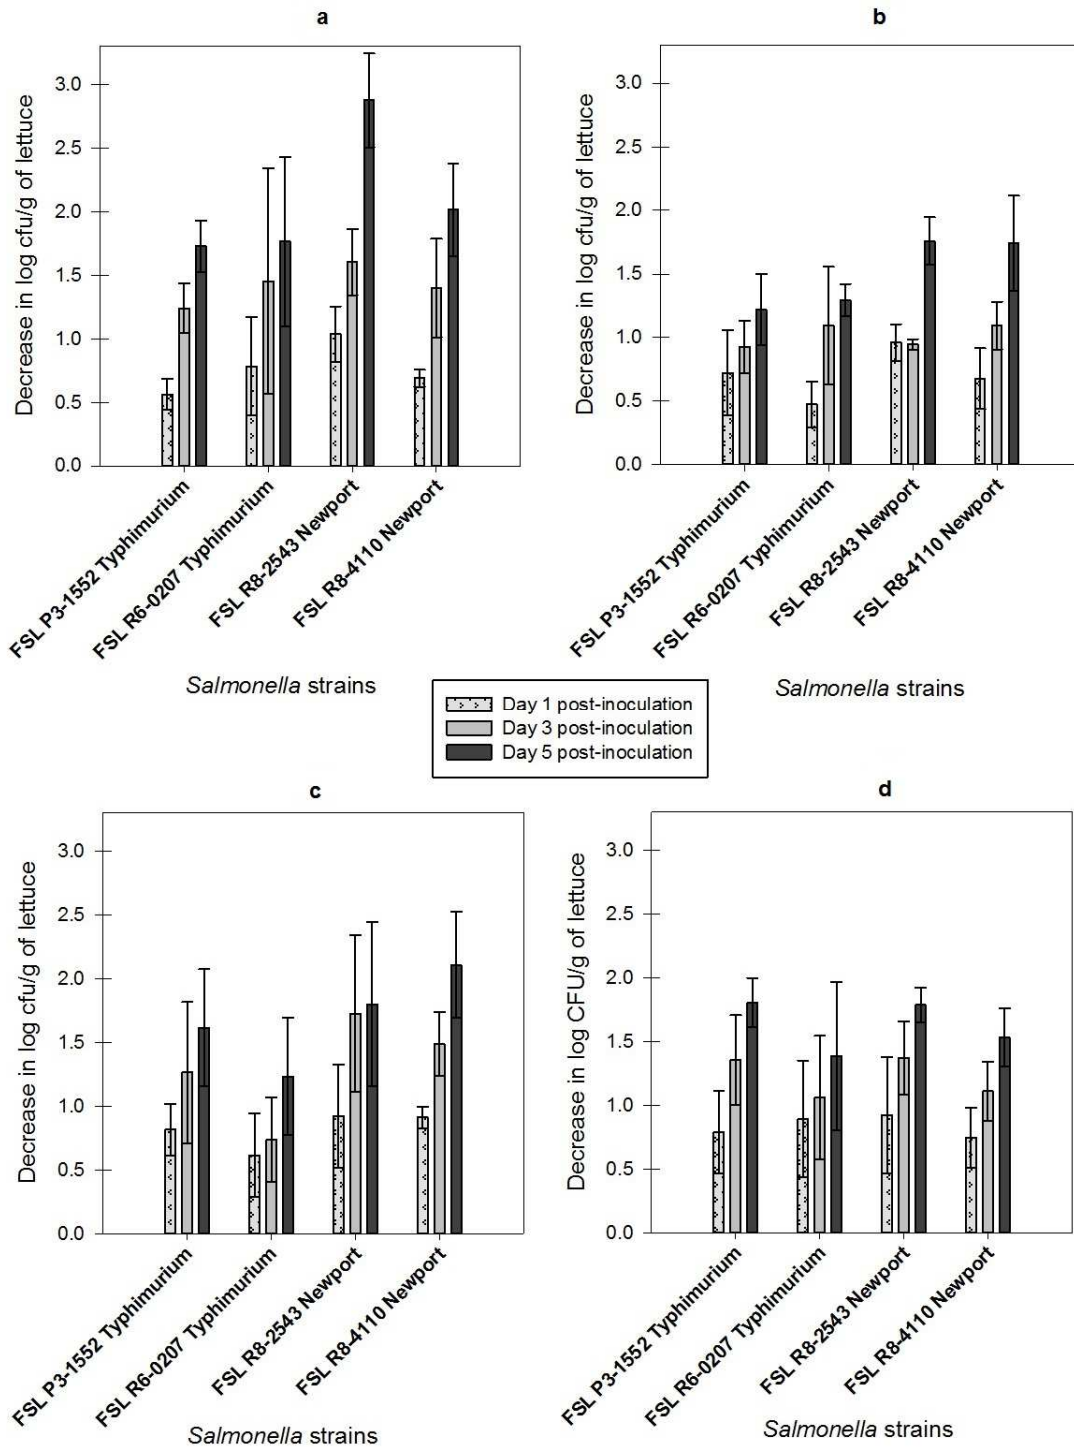 a
Decrease in log cfu/g of lettuce
3.0
2.5
2.0
1.5
1.0
0.5
0.0
FSL P3-1552 Typhimurium
FSL R6-0207 Typhimurium
FSL R8-2543 Newport
FSL R8-4110 Newport
Salmonella strains
b
Decrease in log cfu/g of lettuce
3.0
2.5
2.0
1.5
1.0
0.5
0.0
FSL P3-1552 Typhimurium
FSL R6-0207 Typhimurium
FSL R8-2543 Newport
FSL R8-4110 Newport
Salmonella strains
Day 1 post-inoculation
Day 3 post-inoculation
Day 5 post-inoculation
c
Decrease in log cfu/g of lettuce
3.0
2.5
2.0
1.5
1.0
0.5
0.0
FSL P3-1552 Typhimurium
FSL R6-0207 Typhimurium
FSL R8-2543 Newport
FSL R8-4110 Newport
Salmonella strains
d
Decrease in log CFU/g of lettuce
3.0
2.5
2.0
1.5
1.0
0.5
0.0
FSL P3-1552 Typhimurium
FSL R6-0207 Typhimurium
FSL R8-2543 Newport
FSL R8-4110 Newport
Salmonella strains